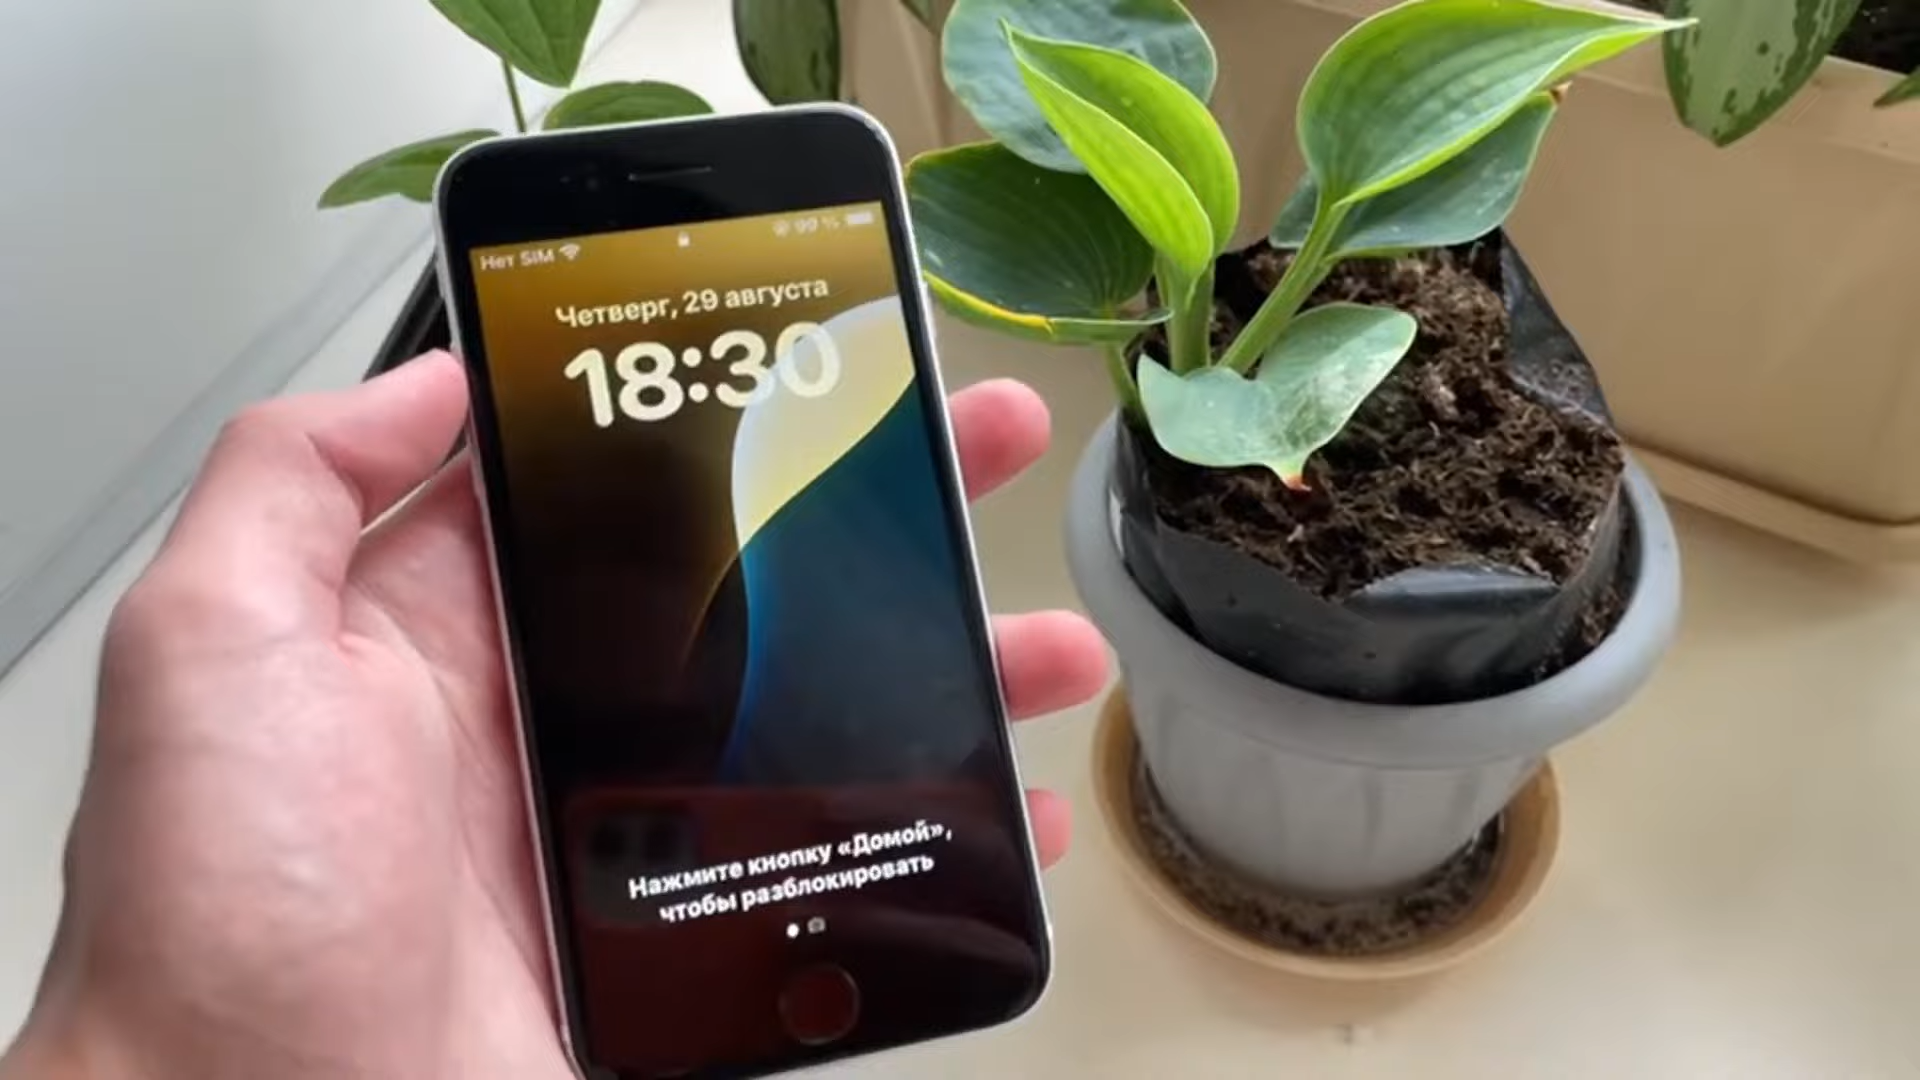 Нет SIM 99 %
Четверг, 29 августа
18:30
Нажмите кнопку «Домой»,
чтобы разблокировать